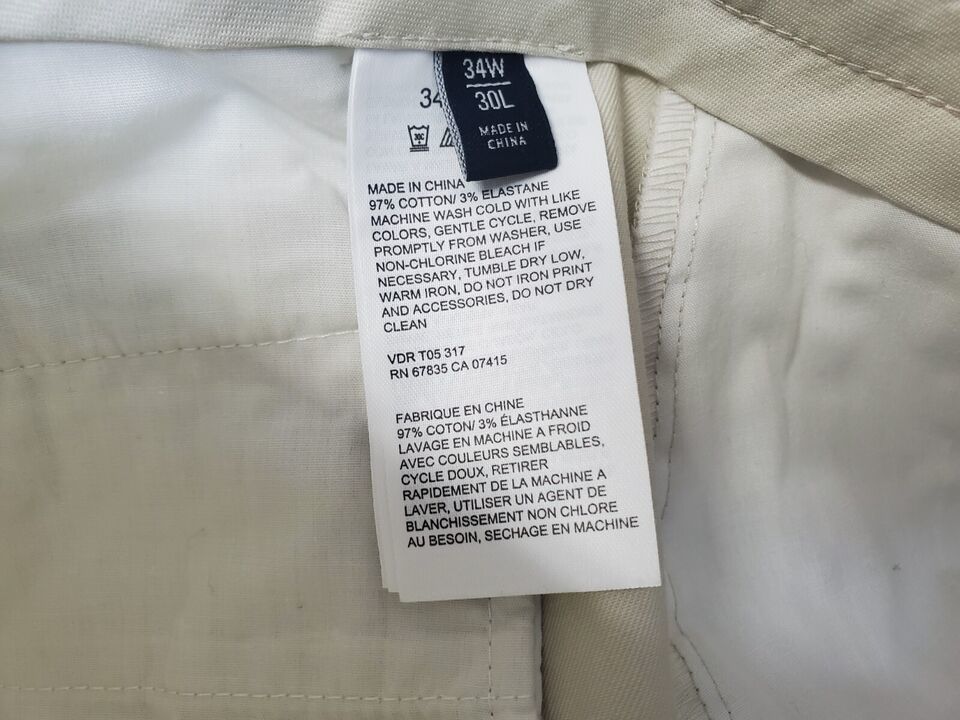 34W
30L
MADE IN
CHINA
34
30C
MADE IN CHINA
97% COTTON/ 3% ELASTANE
MACHINE WASH COLD WITH LIKE
COLORS, GENTLE CYCLE, REMOVE
PROMPTLY FROM WASHER, USE
NON-CHLORINE BLEACH IF
NECESSARY, TUMBLE DRY LOW,
WARM IRON, DO NOT IRON PRINT
AND ACCESSORIES, DO NOT DRY
CLEAN
VDR T05 317
RN 67835 CA 07415
FABRIQUE EN CHINE
97% COTON/ 3% ÉLASTHANNE
LAVAGE EN MACHINE A FROID
AVEC COULEURS SEMBLABLES,
CYCLE DOUX, RETIRER
RAPIDEMENT DE LA MACHINE A
LAVER, UTILISER UN AGENT DE
BLANCHISSEMENT NON CHLORE
AU BESOIN, SECHAGE EN MACHINE